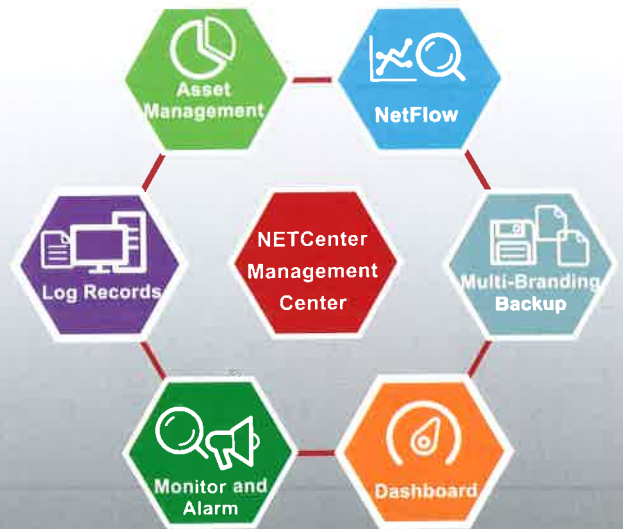 Asset
Management
NetFlow
Log Records
NETCenter
Management
Center
Multi-Branding
Backup
Monitor and
Alarm
Dashboard